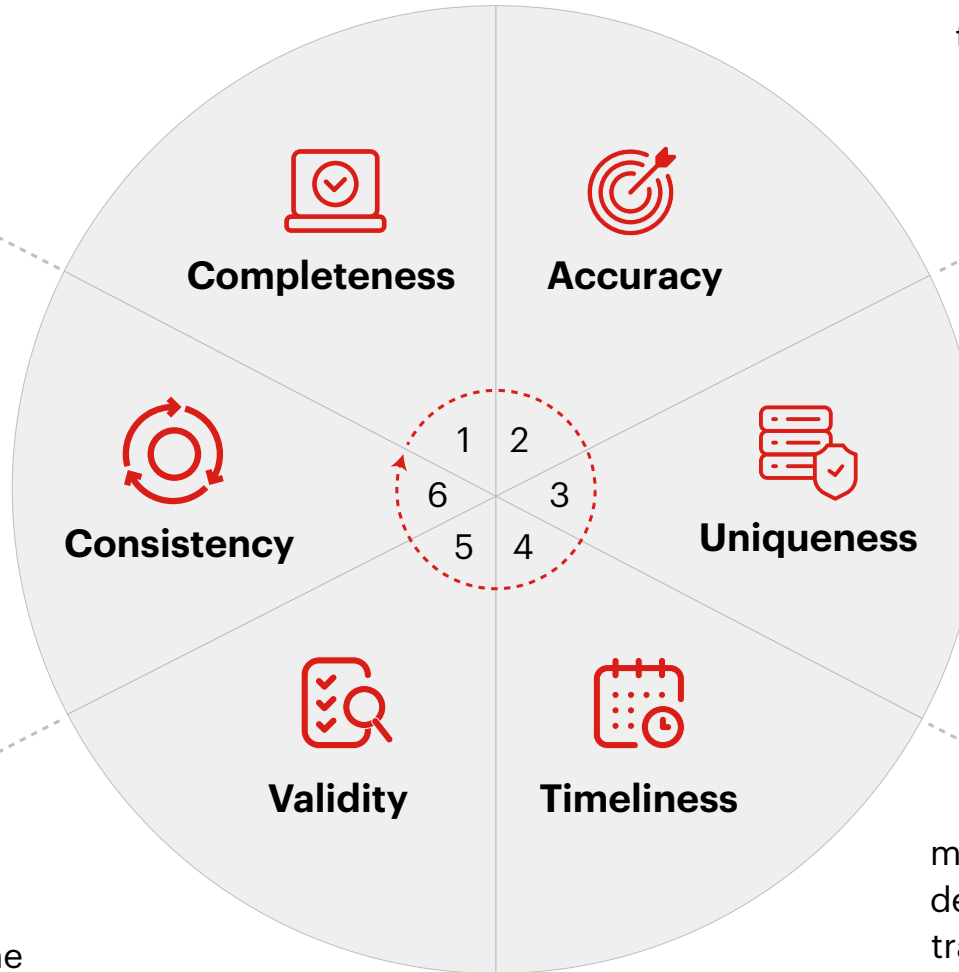 Completeness
Accuracy
1
2
6
3
Consistency
Uniqueness
5
4
Validity
Timeliness